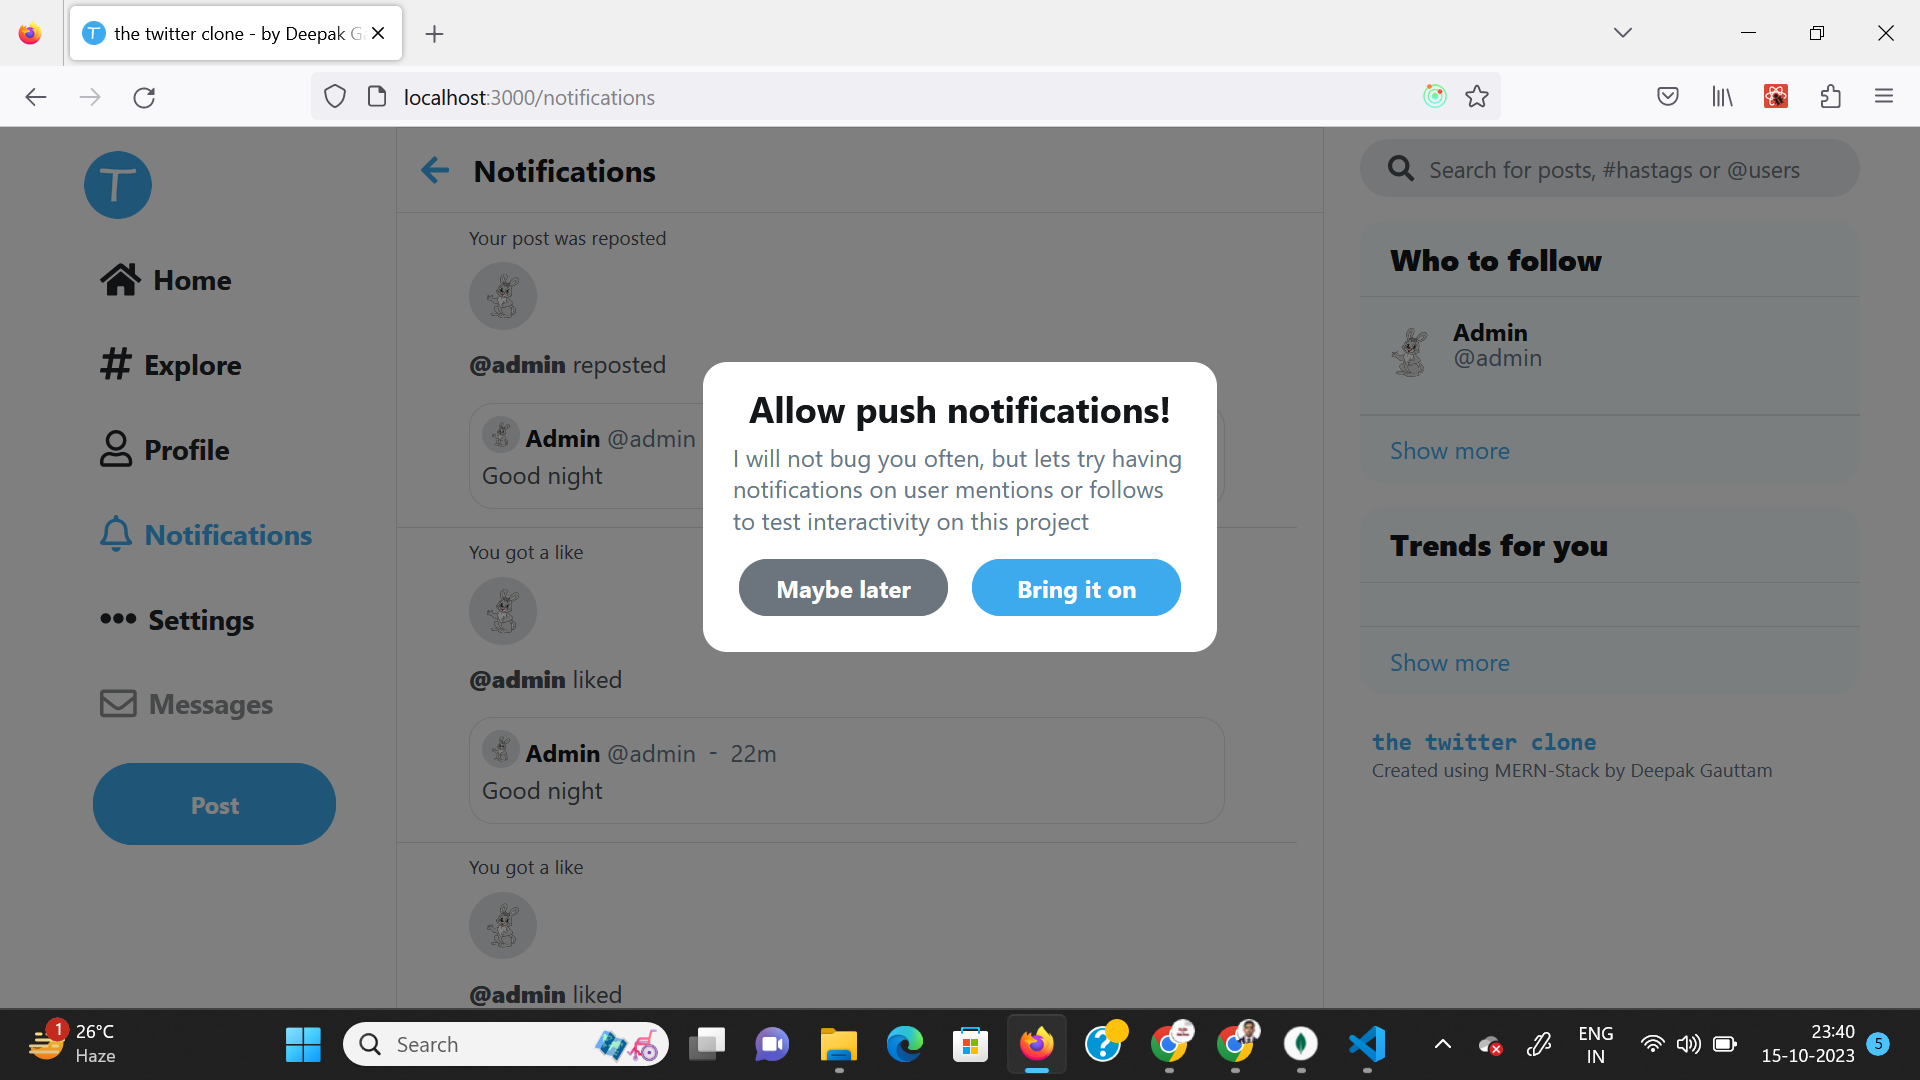 the twitter clone - by Deepak G
localhost:3000/notifications
T
Home
Explore
Profile
Notifications
Settings
Messages
Post
Notifications
Your post was reposted
@admin reposted
Admin @admin
Good night
You got a like
@admin liked
Admin @admin - 22m
Good night
You got a like
@admin liked
Allow push notifications!
I will not bug you often, but lets try having
notifications on user mentions or follows
to test interactivity on this project
Maybe later
Bring it on
Search for posts, #hastags or @users
Who to follow
Admin
@admin
Show more
Trends for you
Show more
the twitter clone
Created using MERN-Stack by Deepak Gauttam
1
26°C
Haze
Search
ENG
IN
23:40
15-10-2023
5